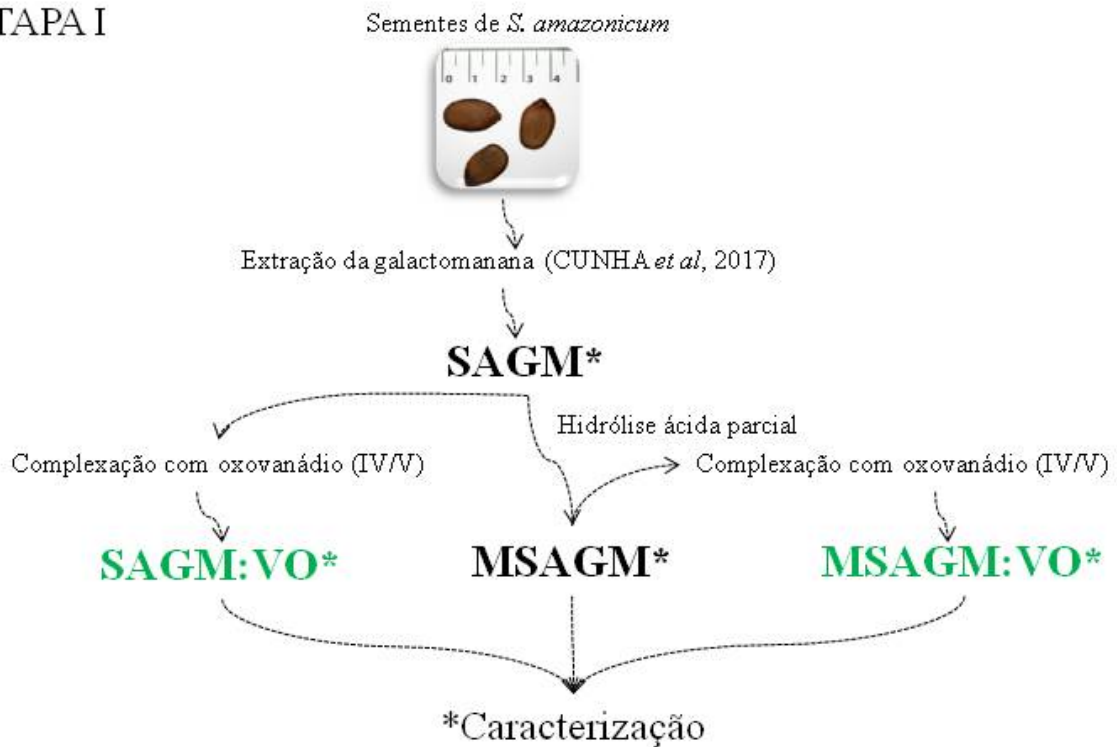 TAPA I
Sementes de S. amazonicum
0 1 2 3 4
Extração da galactomanana (CUNHA et al, 2017)
SAGM*
Hidrólise ácida parcial
Complexação com oxovanádio (IV/V)
Complexação com oxovanádio (IV/V)
SAGM:VO*
MSAGM*
MSAGM:VO*
*Caracterização